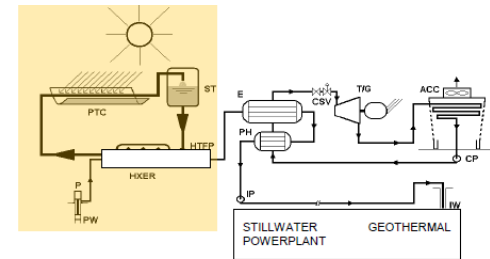 ST
PTC
HTFP
HXER
P
PW
E
CSV
T/G
ACC
PH
CP
IP
IW
STILLWATER GEOTHERMAL
POWERPLANT